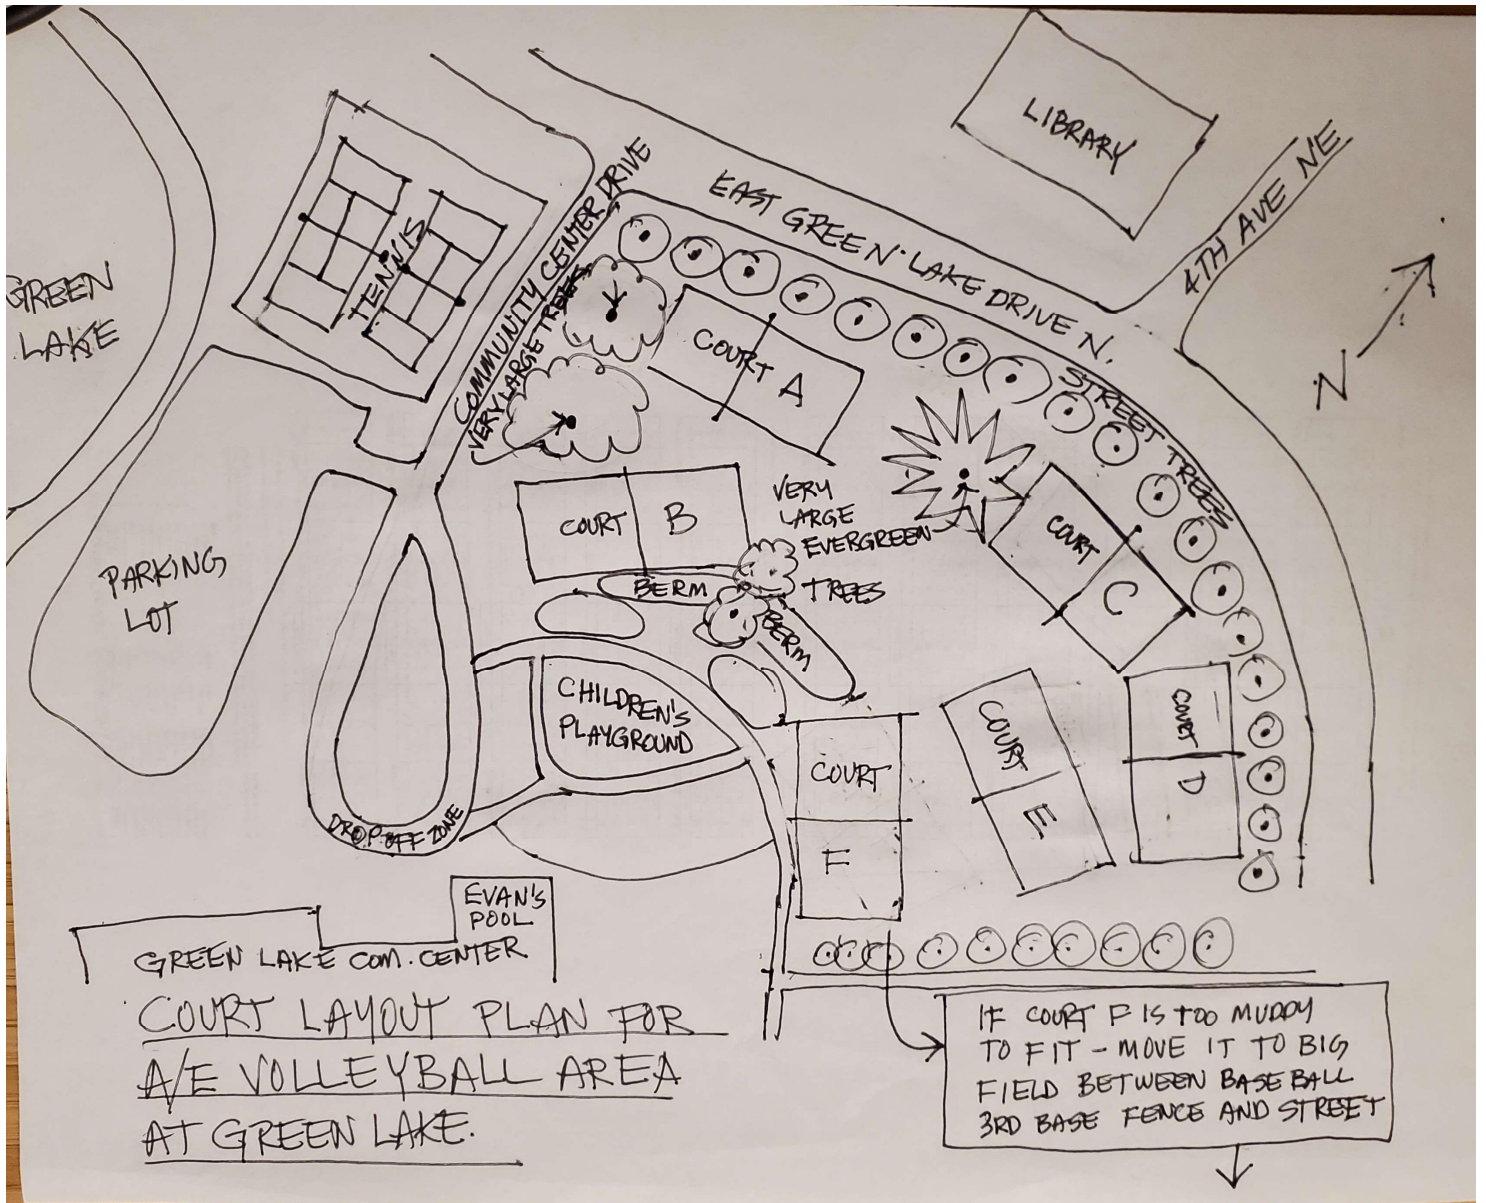 LIBRARY
4TH AVE NE
EAST GREEN LAKE DRIVE N.
STREET TREES
COMMUNITY CENTER DRIVE
VERY LARGE TREES
TENNIS
GREEN
LAKE
N
COURT A
COURT B
VERY
LARGE
EVERGREEN
TREES
COURT
C
BERM
BERM
PARKING
LOT
CHILDREN'S
PLAYGROUND
COURT
D
COURT
E
COURT
F
DROP-OFF ZONE
EVAN'S
POOL
GREEN LAKE COM. CENTER
COURT LAYOUT PLAN FOR
A/E VOLLEYBALL AREA
AT GREEN LAKE.
IF COURT F IS TOO MUDDY
TO FIT - MOVE IT TO BIG
FIELD BETWEEN BASEBALL
3RD BASE FENCE AND STREET